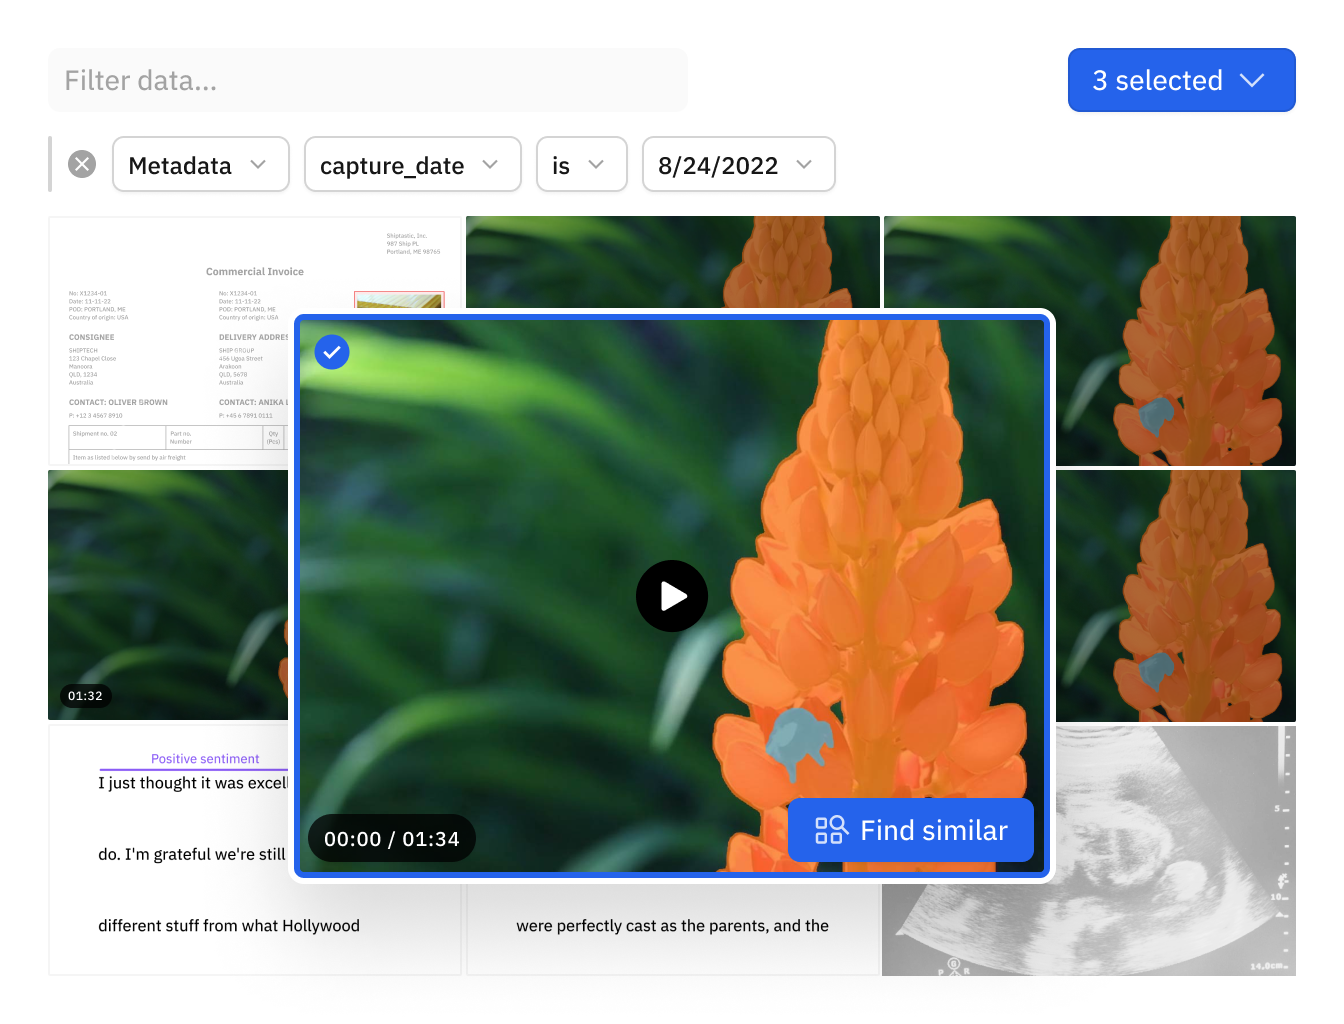 Filter data...
3 selected
Metadata
capture_date
is
8/24/2022
Shiptastic, Inc.
987 Ship PL
Portland, ME 98765
Commercial Invoice
No: X1234-01
Date: 11-11-22
POD: PORTLAND, ME
Country of origin: USA
No: X1234-01
Date: 11-11-22
POD: PORTLAND, ME
Country of origin: USA
CONSIGNEE
SHIPTECH
123 Chapel Close
Manoora
QLD, 1234
Australia
DELIVERY ADDRES
SHIP GROUP
456 Ugoa Street
Arakoon
QLD, 5678
Australia
CONTACT: OLIVER BROWN
P: +12 3 4567 8910
CONTACT: ANIKA
P: +45 6 7891 0111
Shipment no. 02
Part no.
Number
Qty
(Pcs)
Item as listed below by send by air freight
01:32
00:00 / 01:34
Find similar
Positive sentiment
I just thought it was excell
do. I'm grateful we're still
different stuff from what Hollywood
were perfectly cast as the parents, and the
5
10
14.0cm
P
G
R